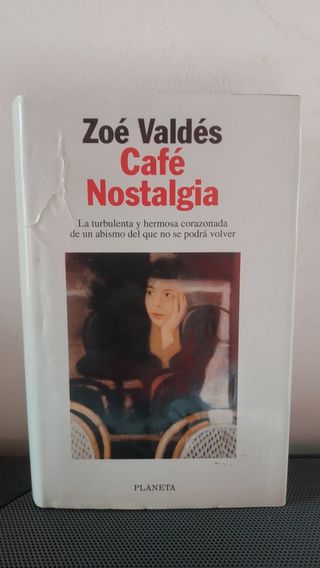 Zoé Valdés
Café
Nostalgia
La turbulenta y hermosa corazonada
de un abismo del que no se podrá volver
PLANETA